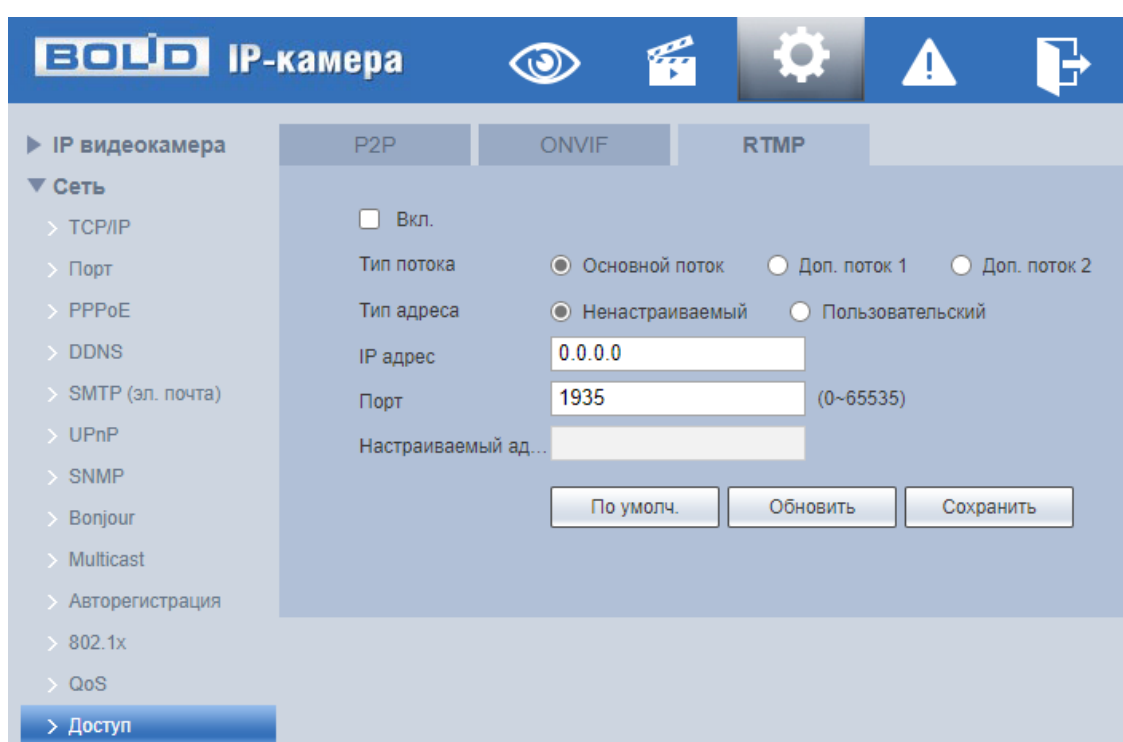 BOLID IP-камера
IP видеокамера
Сеть
TCP/IP
Порт
PPPoE
DDNS
SMTP (эл. почта)
UPnP
SNMP
Bonjour
Multicast
Авторегистрация
802.1x
QoS
Доступ
P2P ONVIF RTMP
Вкл.
Тип потока Основной поток Доп. поток 1 Доп. поток 2
Тип адреса Ненастраиваемый Пользовательский
IP адрес 0.0.0.0
Порт 1935 (0~65535)
Настраиваемый ад...
По умолч. Обновить Сохранить